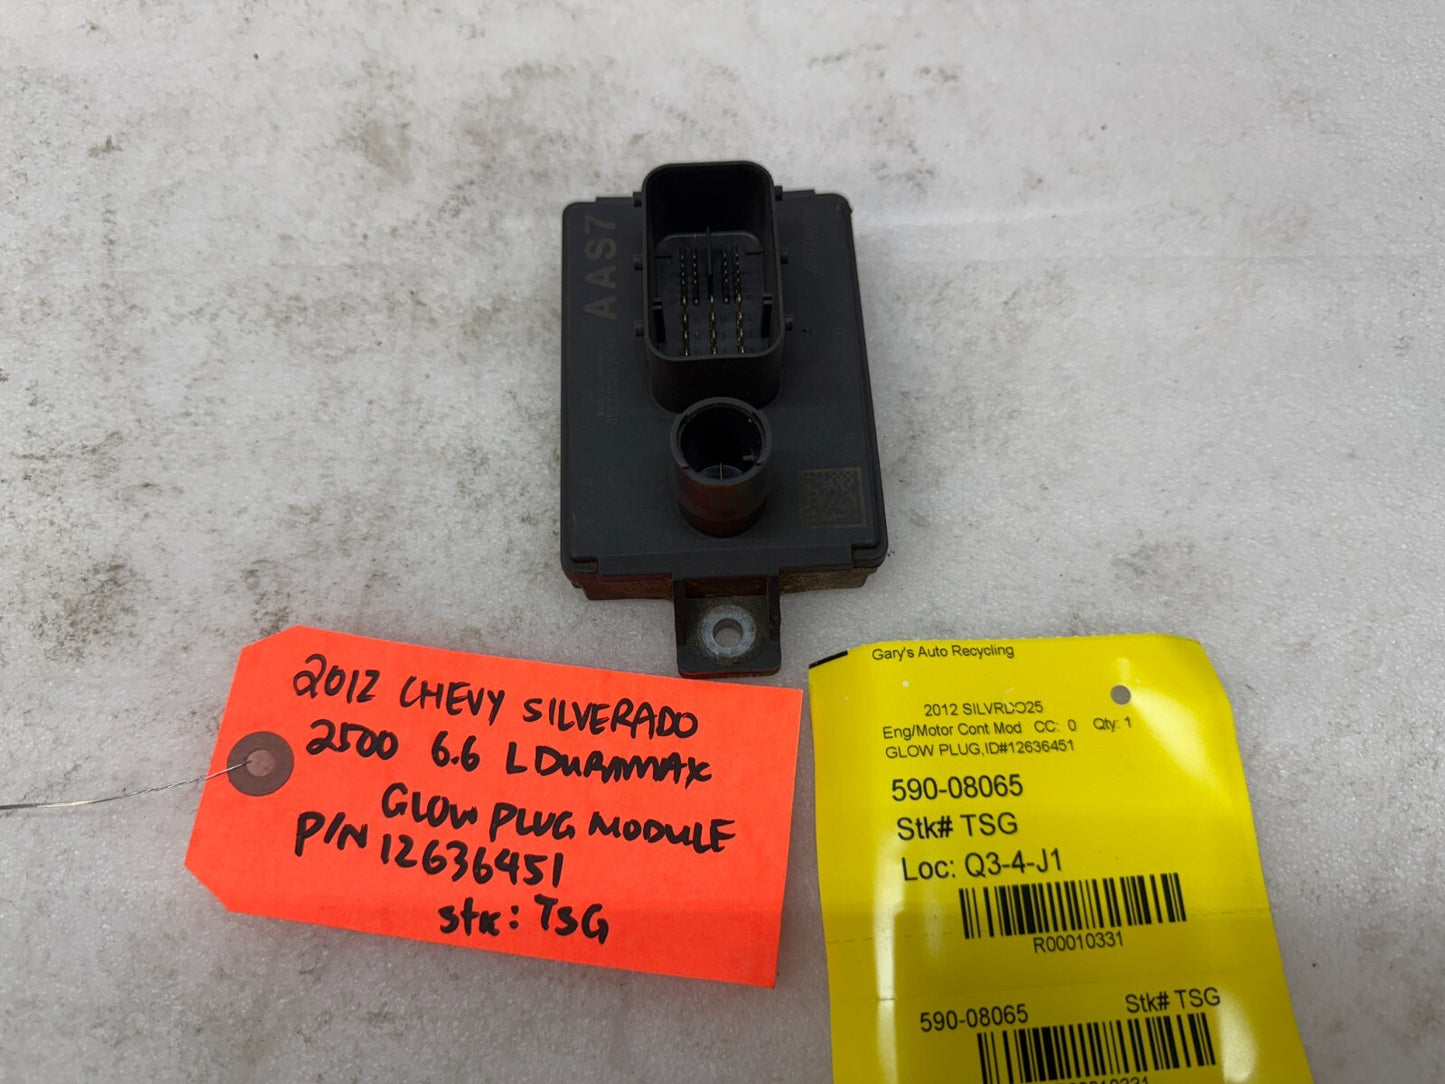 AAS7
2012 CHEVY SILVERADO
2500 6.6 L DURAMAX
GLOW PLUG MODULE
P/N 12636451
stk: TSG
Gary's Auto Recycling
2012 SILVRDO25
Eng/Motor Cont Mod CC: 0 Qty: 1
GLOW PLUG,ID#12636451
590-08065
Stk# TSG
Loc: Q3-4-J1
R00010331
590-08065 Stk# TSG